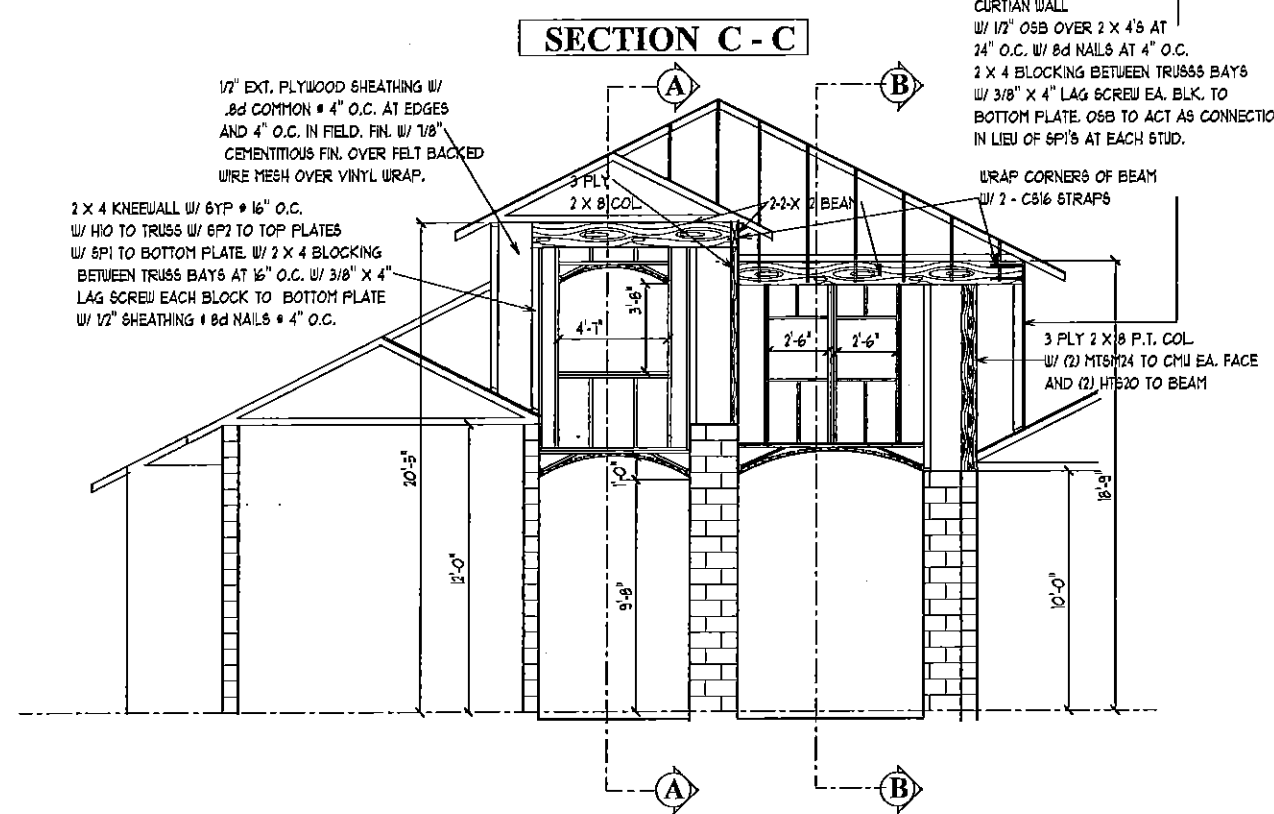 SECTION C - C
CURTIAN WALL
W/ 1/2" OSB OVER 2 X 4'S AT
24" O.C. W/ 8d NAILS AT 4" O.C.
2 X 4 BLOCKING BETWEEN TRUSSS BAYS
W/ 3/8" X 4" LAG SCREW EA. BLK. TO
BOTTOM PLATE. OSB TO ACT AS CONNECTIO
IN LIEU OF SP1'S AT EACH STUD.
1/2" EXT. PLYWOOD SHEATHING W/
8d COMMON @ 4" O.C. AT EDGES
AND 4" O.C. IN FIELD. FIN. W/ 7/8"
CEMENTITIOUS FIN. OVER FELT BACKED
WIRE MESH OVER VINYL WRAP.
A
B
WRAP CORNERS OF BEAM
W/ 2 - CS16 STRAPS
3 PLY
2 X 8 COL.
2-2-X 2 BEAM
2 X 4 KNEEWALL W/ SYP @ 16" O.C.
W/ H10 TO TRUSS W/ SP2 TO TOP PLATES
W/ SP1 TO BOTTOM PLATE. W/ 2 X 4 BLOCKING
BETWEEN TRUSS BAYS AT 16" O.C. W/ 3/8" X 4"
LAG SCREW EACH BLOCK TO BOTTOM PLATE
W/ 1/2" SHEATHING & 8d NAILS @ 4" O.C.
3'-8"
4'-7"
2'-6"
2'-6"
3 PLY 2 X 8 P.T. COL.
W/ (2) MTSM24 TO CMU EA. FACE
AND (2) HTS20 TO BEAM
20'-5"
1'-0"
18'-9"
12'-0"
9'-8"
10'-0"
A
B